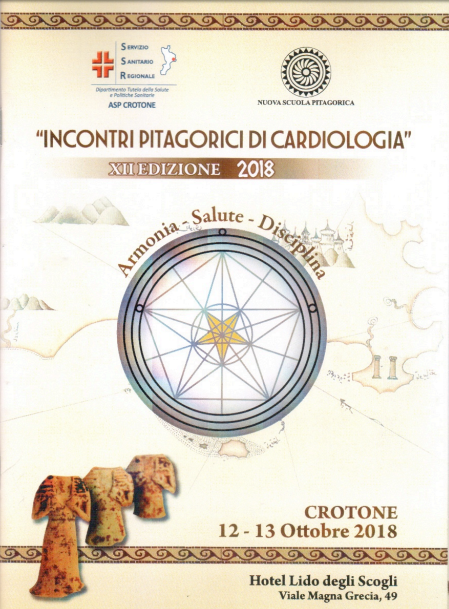 SERVIZIO
SANITARIO
REGIONALE
Dipartimento Tutela della Salute
e Politiche Sanitarie
ASP CROTONE
NUOVA SCUOLA PITAGORICA
“INCONTRI PITAGORICI DI CARDIOLOGIA”
XII EDIZIONE 2018
Armonia - Salute - Disciplina
CROTONE
12 - 13 Ottobre 2018
Hotel Lido degli Scogli
Viale Magna Grecia, 49